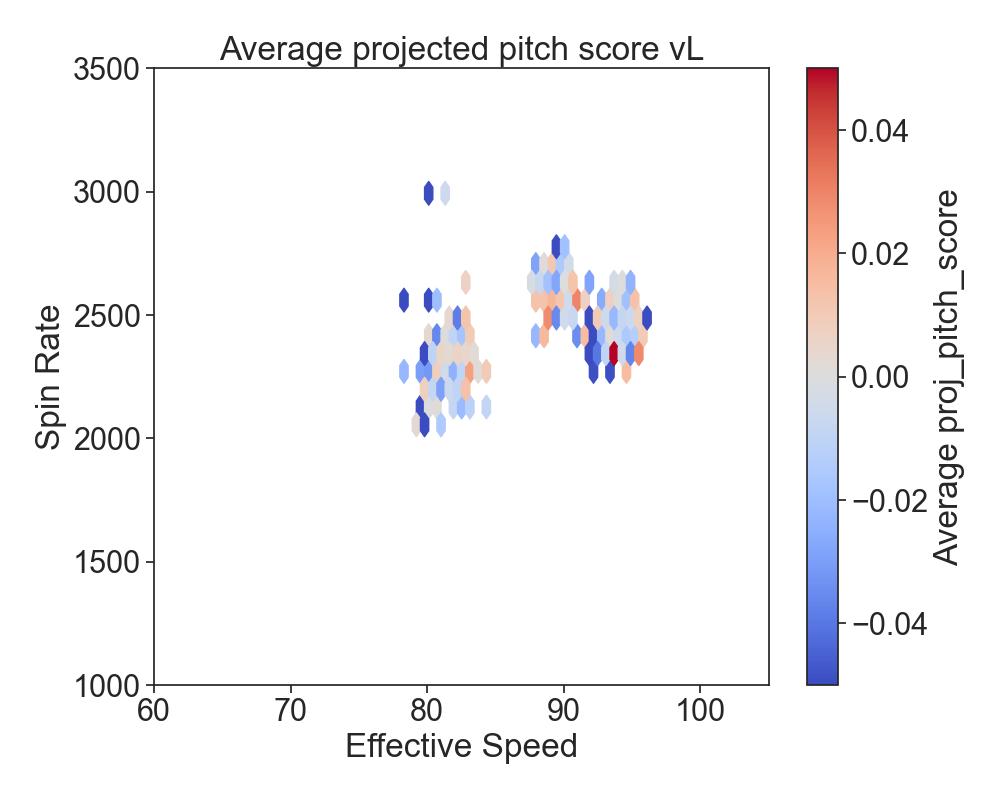 Average projected pitch score vL
3500
3000
2500
2000
1500
1000
Spin Rate
60 70 80 90 100
Effective Speed
0.04
0.02
0.00
−0.02
−0.04
Average proj_pitch_score